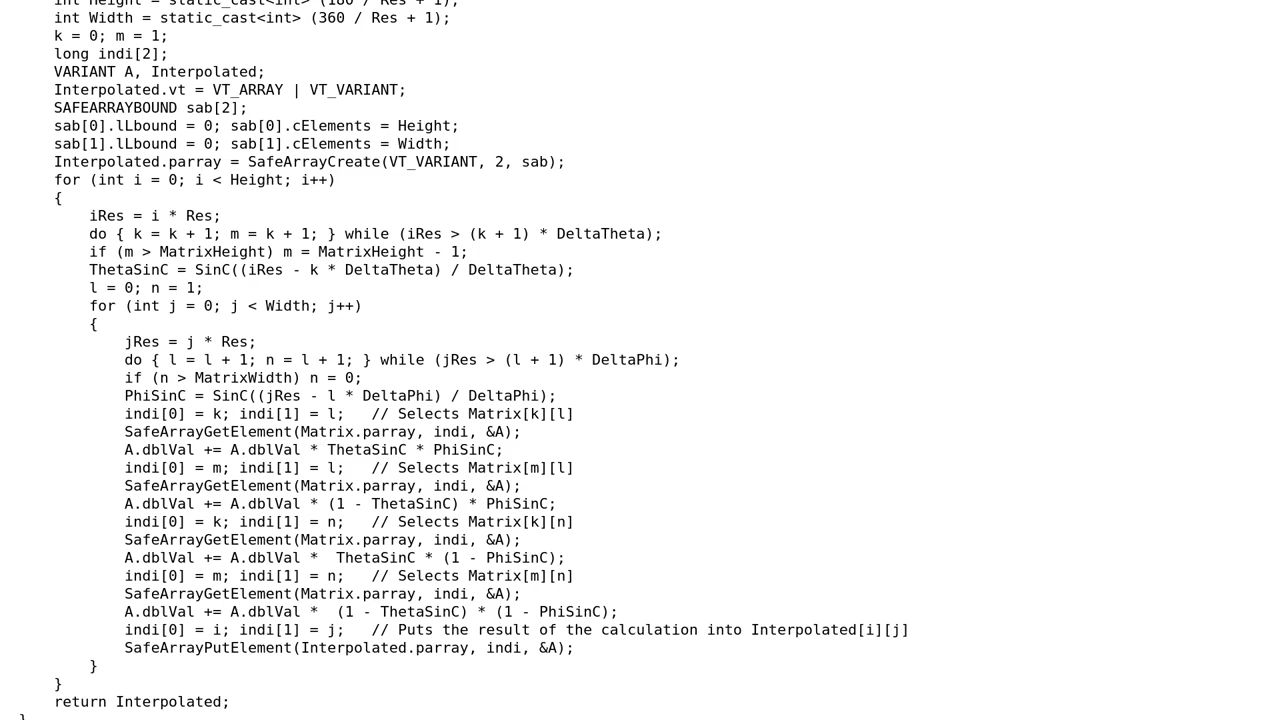 int Height = static_cast<int> (180 / Res + 1);
int Width = static_cast<int> (360 / Res + 1);
k = 0; m = 1;
long indi[2];
VARIANT A, Interpolated;
Interpolated.vt = VT_ARRAY | VT_VARIANT;
SAFEARRAYBOUND sab[2];
sab[0].lLbound = 0; sab[0].cElements = Height;
sab[1].lLbound = 0; sab[1].cElements = Width;
Interpolated.parray = SafeArrayCreate(VT_VARIANT, 2, sab);
for (int i = 0; i < Height; i++)
{
iRes = i * Res;
do { k = k + 1; m = k + 1; } while (iRes > (k + 1) * DeltaTheta);
if (m > MatrixHeight) m = MatrixHeight - 1;
ThetaSinC = SinC((iRes - k * DeltaTheta) / DeltaTheta);
l = 0; n = 1;
for (int j = 0; j < Width; j++)
{
jRes = j * Res;
do { l = l + 1; n = l + 1; } while (jRes > (l + 1) * DeltaPhi);
if (n > MatrixWidth) n = 0;
PhiSinC = SinC((jRes - l * DeltaPhi) / DeltaPhi);
indi[0] = k; indi[1] = l;   // Selects Matrix[k][l]
SafeArrayGetElement(Matrix.parray, indi, &A);
A.dblVal += A.dblVal * ThetaSinC * PhiSinC;
indi[0] = m; indi[1] = l;   // Selects Matrix[m][l]
SafeArrayGetElement(Matrix.parray, indi, &A);
A.dblVal += A.dblVal * (1 - ThetaSinC) * PhiSinC;
indi[0] = k; indi[1] = n;   // Selects Matrix[k][n]
SafeArrayGetElement(Matrix.parray, indi, &A);
A.dblVal += A.dblVal *  ThetaSinC * (1 - PhiSinC);
indi[0] = m; indi[1] = n;   // Selects Matrix[m][n]
SafeArrayGetElement(Matrix.parray, indi, &A);
A.dblVal += A.dblVal *  (1 - ThetaSinC) * (1 - PhiSinC);
indi[0] = i; indi[1] = j;   // Puts the result of the calculation into Interpolated[i][j]
SafeArrayPutElement(Interpolated.parray, indi, &A);
}
}
return Interpolated;
}